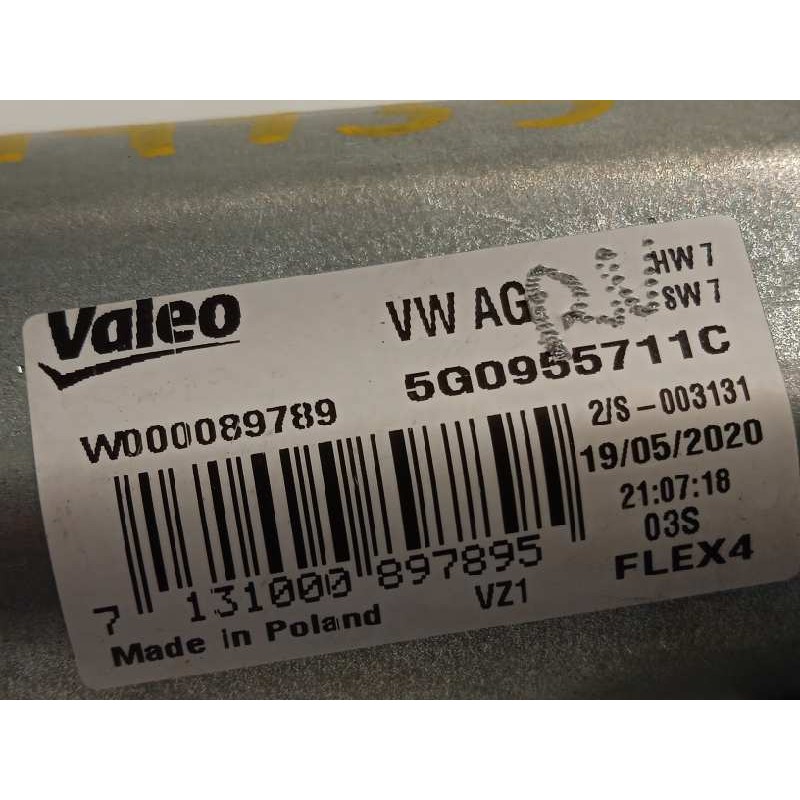 Valeo
VW AG
HW 7
SW 7
5G0955711C
W000089789
2/S - 003131
19/05/2020
21:07:18
03S
FLEX4
7 131000 897895
VZ1
Made in Poland